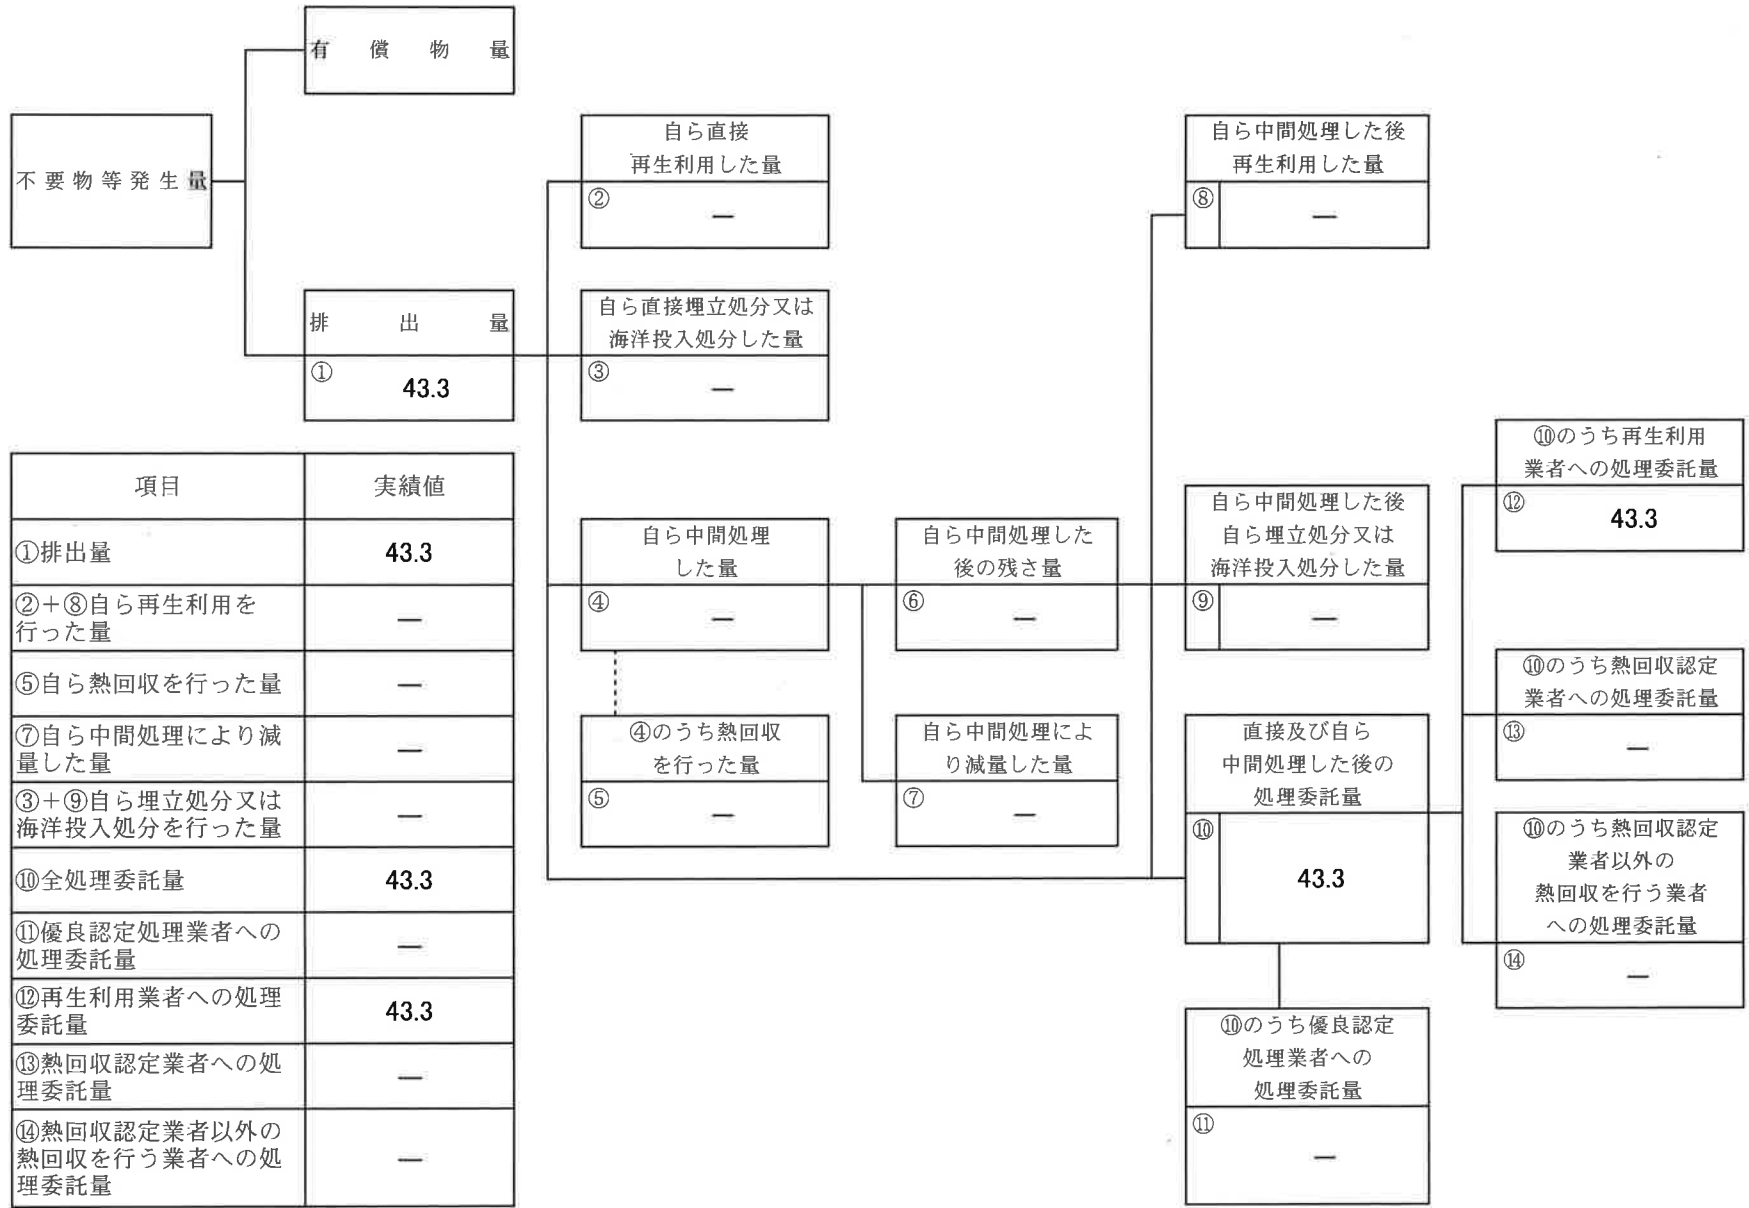 有償物量
不要物等発生量
排出量
①
43.3
自ら直接
再生利用した量
②
―
自ら直接埋立処分又は
海洋投入処分した量
③
―
自ら中間処理
した量
④
―
④のうち熱回収
を行った量
⑤
―
自ら中間処理した
後の残さ量
⑥
―
自ら中間処理によ
り減量した量
⑦
―
自ら中間処理した後
再生利用した量
⑧
―
自ら中間処理した後
自ら埋立処分又は
海洋投入処分した量
⑨
―
直接及び自ら
中間処理した後の
処理委託量
⑩
43.3
⑩のうち優良認定
処理業者への
処理委託量
⑪
―
⑩のうち再生利用
業者への処理委託量
⑫
43.3
⑩のうち熱回収認定
業者への処理委託量
⑬
―
⑩のうち熱回収認定
業者以外の
熱回収を行う業者
への処理委託量
⑭
―
項目 実績値
①排出量 43.3
②+⑧自ら再生利用を
行った量 ―
⑤自ら熱回収を行った量 ―
⑦自ら中間処理により減
量した量 ―
③+⑨自ら埋立処分又は
海洋投入処分を行った量 ―
⑩全処理委託量 43.3
⑪優良認定処理業者への
処理委託量 ―
⑫再生利用業者への処理
委託量 43.3
⑬熱回収認定業者への処
理委託量 ―
⑭熱回収認定業者以外の
熱回収を行う業者への処
理委託量 ―